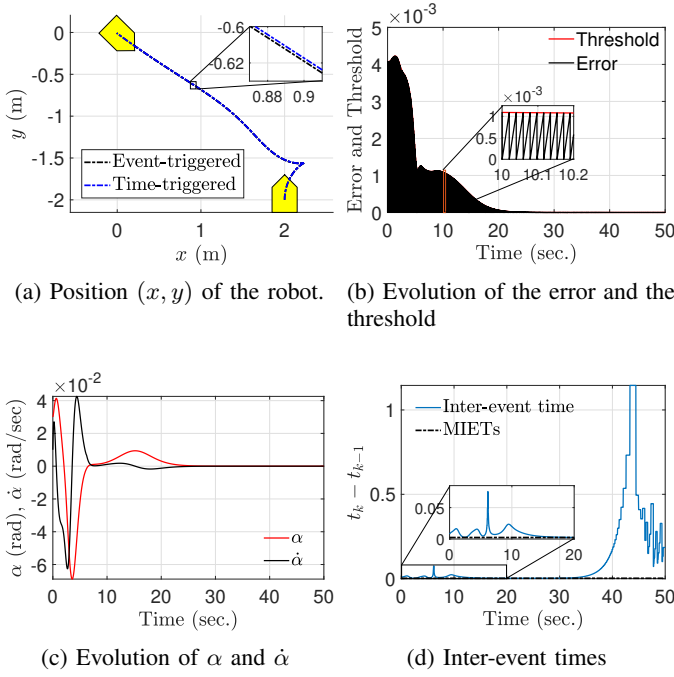 0
-0.5
-1
-1.5
-2
y (m)
0
1
2
x (m)
-0.6
-0.62
0.88
0.9
Event-triggered
Time-triggered
(a) Position (x, y) of the robot.
×10⁻³
5
4
3
2
1
0
Error and Threshold
Threshold
Error
×10⁻³
1
0
10
10.1
10.2
0 10 20 30 40 50
Time (sec.)
(b) Evolution of the error and the
threshold
×10⁻²
4
2
0
-2
-4
-6
α (rad), α̇ (rad/sec)
α
α̇
0 10 20 30 40 50
Time (sec.)
(c) Evolution of α and α̇
1
0.5
0
tₖ − tₖ₋₁
Inter-event time
MIETs
0.05
0
0 10 20
0 10 20 30 40 50
Time (sec.)
(d) Inter-event times